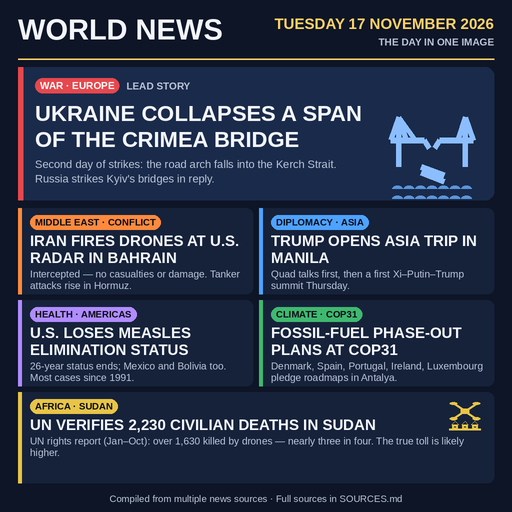 WORLD NEWS
TUESDAY 17 NOVEMBER 2026
THE DAY IN ONE IMAGE
WAR · EUROPE
LEAD STORY
UKRAINE COLLAPSES A SPAN
OF THE CRIMEA BRIDGE
Second day of strikes: the road arch falls into the Kerch Strait.
Russia strikes Kyiv's bridges in reply.
MIDDLE EAST · CONFLICT
IRAN FIRES DRONES AT U.S.
RADAR IN BAHRAIN
Intercepted — no casualties or damage. Tanker
attacks rise in Hormuz.
DIPLOMACY · ASIA
TRUMP OPENS ASIA TRIP IN
MANILA
Quad talks first, then a first Xi–Putin–Trump
summit Thursday.
HEALTH · AMERICAS
U.S. LOSES MEASLES
ELIMINATION STATUS
26-year status ends; Mexico and Bolivia too.
Most cases since 1991.
CLIMATE · COP31
FOSSIL-FUEL PHASE-OUT
PLANS AT COP31
Denmark, Spain, Portugal, Ireland, Luxembourg
pledge roadmaps in Antalya.
AFRICA · SUDAN
UN VERIFIES 2,230 CIVILIAN DEATHS IN SUDAN
UN rights report (Jan–Oct): over 1,630 killed by drones — nearly three in four. The true toll is likely
higher.
Compiled from multiple news sources · Full sources in SOURCES.md